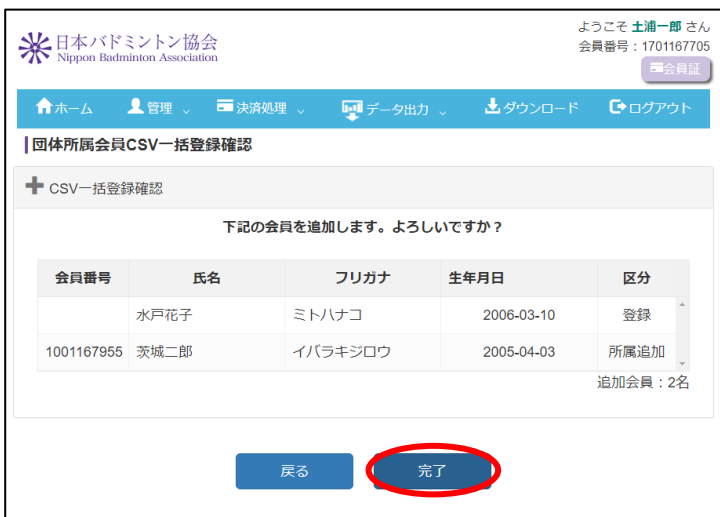 日本バドミントン協会
Nippon Badminton Association
ようこそ 土浦一郎 さん
会員番号：1701167705
会員証
ホーム 管理 決済処理 データ出力 ダウンロード ログアウト
団体所属会員CSV一括登録確認
CSV一括登録確認
下記の会員を追加します。よろしいですか？
会員番号 氏名 フリガナ 生年月日 区分
水戸花子 ミトハナコ 2006-03-10 登録
1001167955 茨城二郎 イバラキジロウ 2005-04-03 所属追加
追加会員：2名
戻る 完了